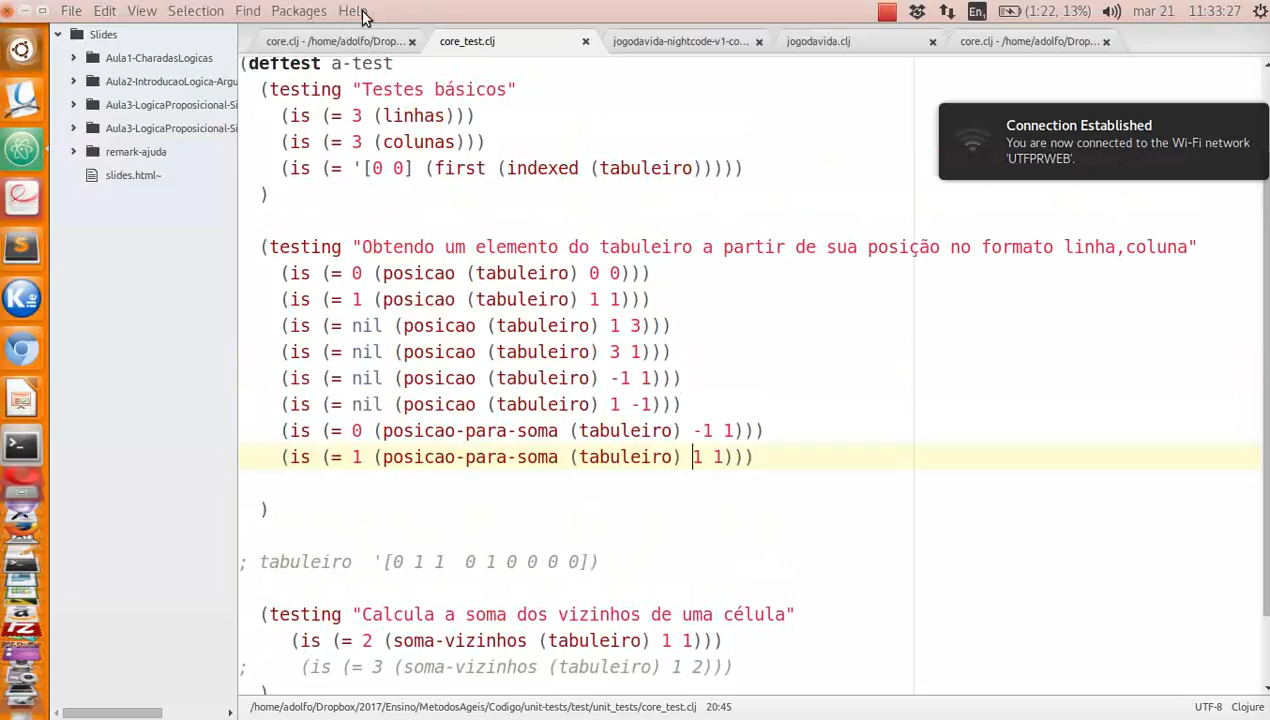 File Edit View Selection Find Packages Help
En (1:22, 13%) mar 21 11:33:27
Slides
Aula1-CharadasLogicas
Aula2-IntroducaoLogica-Argu
Aula3-LogicaProposicional-Si
Aula3-LogicaProposicional-Si
remark-ajuda
slides.html~
core.clj - /home/adolfo/Drop...
core_test.clj
jogodavida-nightcode-v1-co...
jogodavida.clj
core.clj - /home/adolfo/Drop...
(deftest a-test
(testing "Testes básicos"
(is (= 3 (linhas)))
(is (= 3 (colunas)))
(is (= '[0 0] (first (indexed (tabuleiro)))))
)
(testing "Obtendo um elemento do tabuleiro a partir de sua posição no formato linha,coluna"
(is (= 0 (posicao (tabuleiro) 0 0)))
(is (= 1 (posicao (tabuleiro) 1 1)))
(is (= nil (posicao (tabuleiro) 1 3)))
(is (= nil (posicao (tabuleiro) 3 1)))
(is (= nil (posicao (tabuleiro) -1 1)))
(is (= nil (posicao (tabuleiro) 1 -1)))
(is (= 0 (posicao-para-soma (tabuleiro) -1 1)))
(is (= 1 (posicao-para-soma (tabuleiro) 1 1)))
)
; tabuleiro '[0 1 1 0 1 0 0 0 0])
(testing "Calcula a soma dos vizinhos de uma célula"
(is (= 2 (soma-vizinhos (tabuleiro) 1 1)))
; (is (= 3 (soma-vizinhos (tabuleiro) 1 2)))
)
Connection Established
You are now connected to the Wi-Fi network
'UTFPRWEB'.
/home/adolfo/Dropbox/2017/Ensino/MetodosAgeis/Codigo/unit-tests/test/unit_tests/core_test.clj 20:45
UTF-8 Clojure